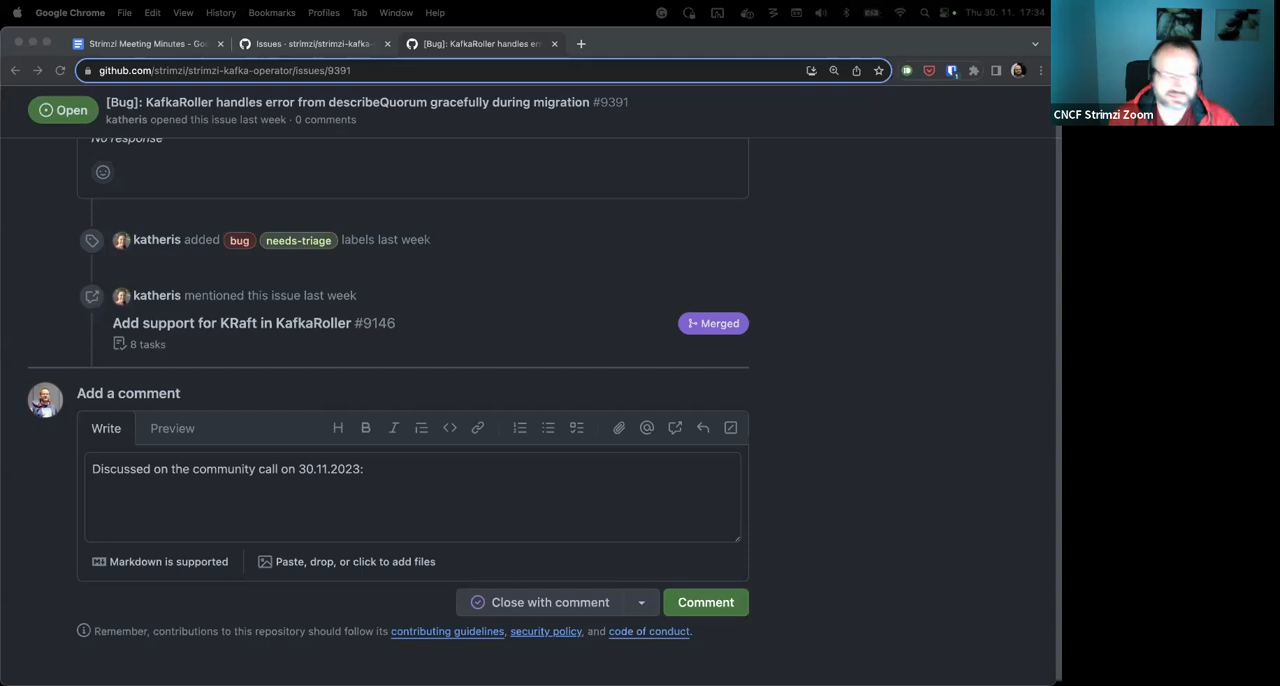 Google Chrome File Edit View History Bookmarks Profiles Tab Window Help Thu 30. 11. 17:34
Strimzi Meeting Minutes - Go
Issues · strimzi/strimzi-kafka-
[Bug]: KafkaRoller handles er
github.com/strimzi/strimzi-kafka-operator/issues/9391
CNCF Strimzi Zoom
Open
[Bug]: KafkaRoller handles error from describeQuorum gracefully during migration #9391
katheris opened this issue last week · 0 comments
No response
katheris added bug needs-triage labels last week
katheris mentioned this issue last week
Add support for KRaft in KafkaRoller #9146
Merged
8 tasks
Add a comment
Write Preview
Discussed on the community call on 30.11.2023:
Markdown is supported
Paste, drop, or click to add files
Close with comment
Comment
Remember, contributions to this repository should follow its contributing guidelines, security policy, and code of conduct.